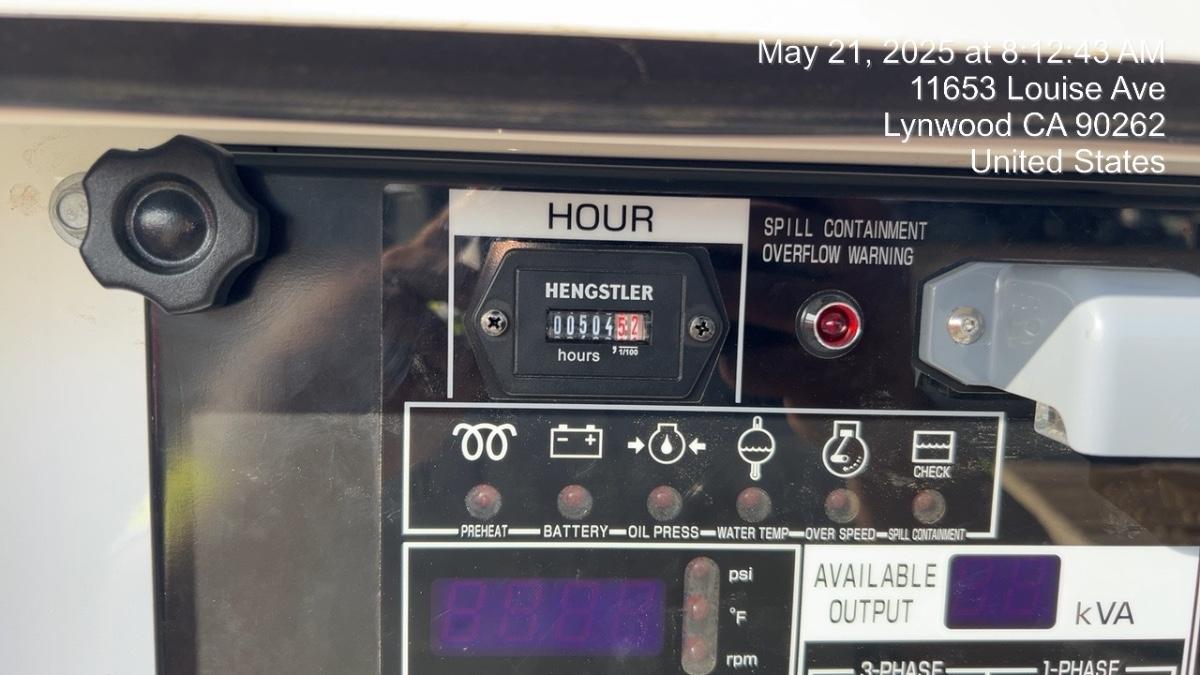 May 21, 2025 at 8:12:43 AM
11653 Louise Ave
Lynwood CA 90262
United States
HOUR
SPILL CONTAINMENT
OVERFLOW WARNING
HENGSTLER
00504 52
hours , 1/100
CHECK
PREHEAT BATTERY OIL PRESS WATER TEMP OVER SPEED SPILL CONTAINMENT
psi
°F
rpm
AVAILABLE
OUTPUT
kVA
3-PHASE 1-PHASE